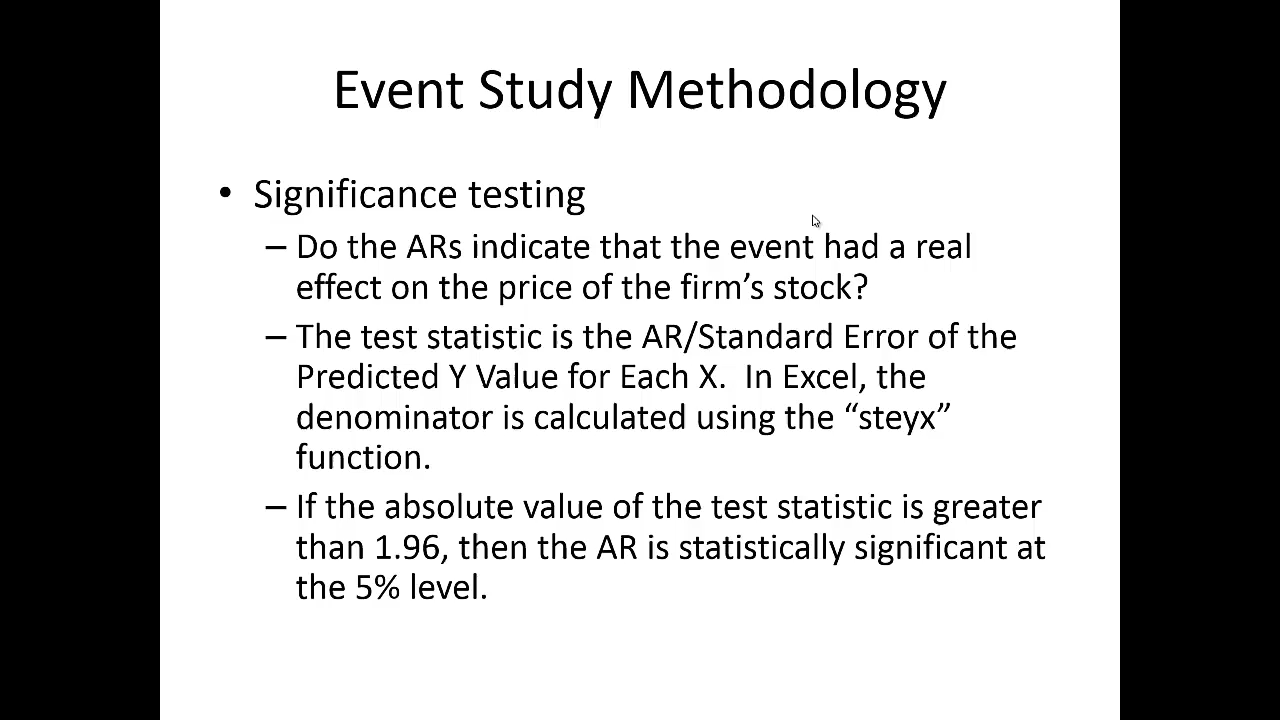 Event Study Methodology
• Significance testing
– Do the ARs indicate that the event had a real
effect on the price of the firm’s stock?
– The test statistic is the AR/Standard Error of the
Predicted Y Value for Each X.  In Excel, the
denominator is calculated using the “steyx”
function.
– If the absolute value of the test statistic is greater
than 1.96, then the AR is statistically significant at
the 5% level.